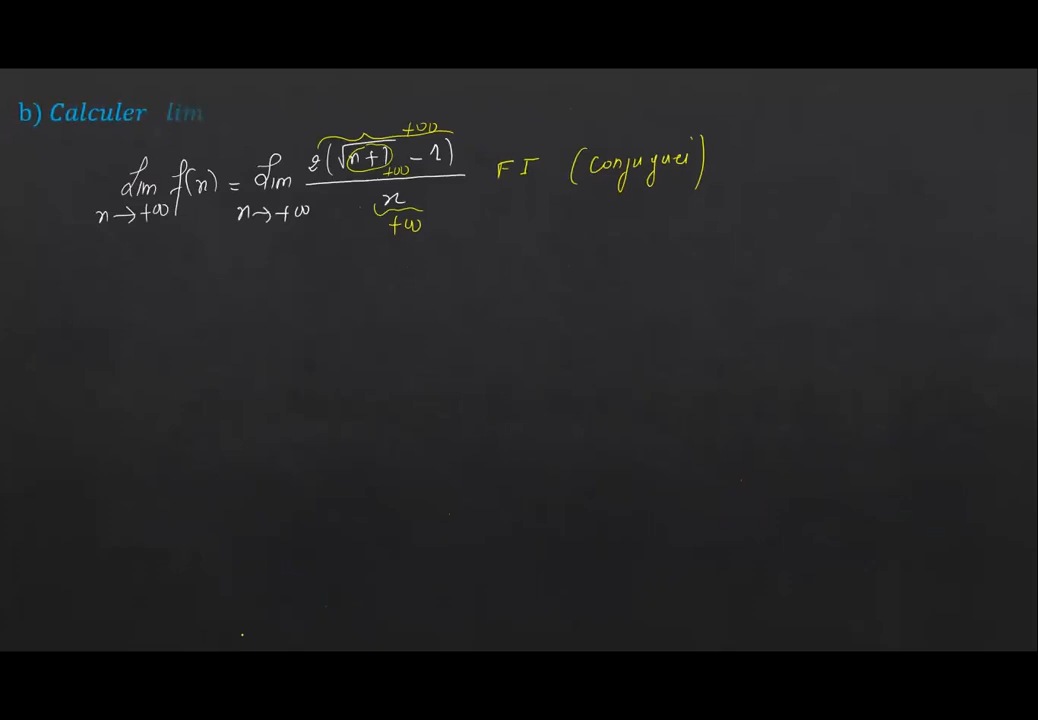 b) Calculer lim
lim f(x) = lim 2(√x+1 - 1) / x FI (conjugué)
x→+∞ x→+∞
+∞
+∞
+∞